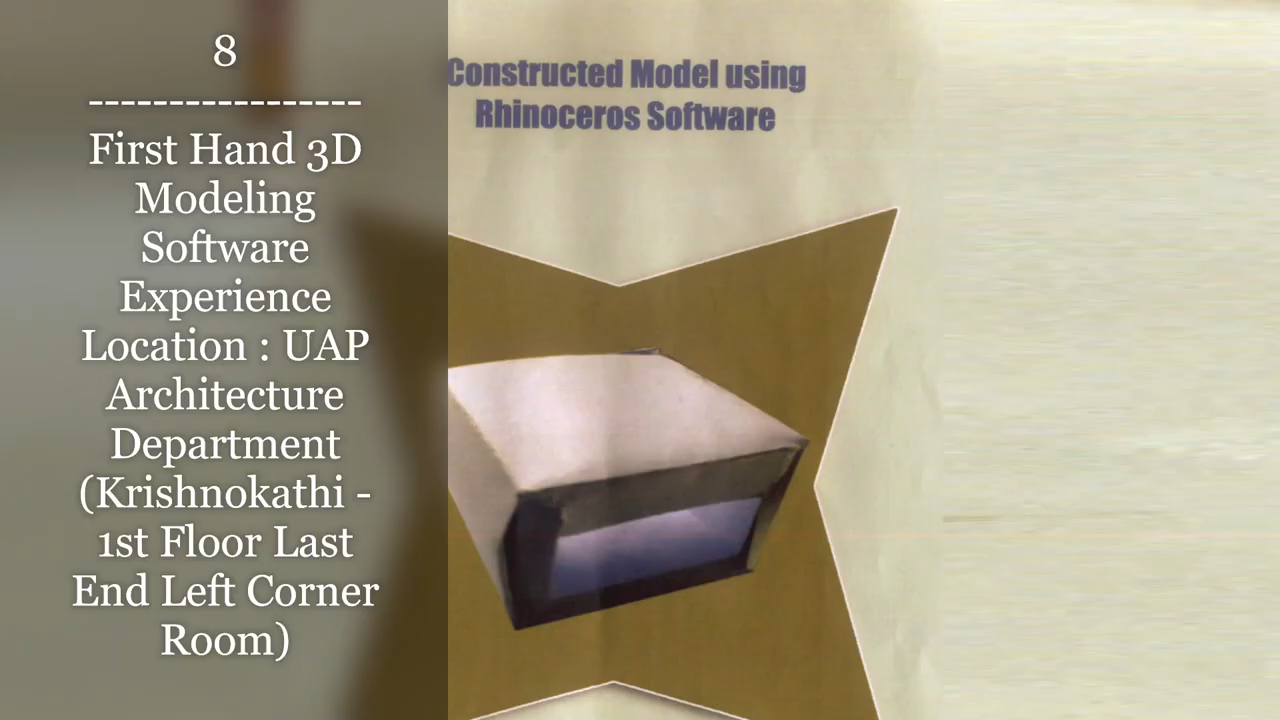 8
-----------------
First Hand 3D
Modeling
Software
Experience
Location : UAP
Architecture
Department
(Krishnokathi -
1st Floor Last
End Left Corner
Room)
Constructed Model using
Rhinoceros Software